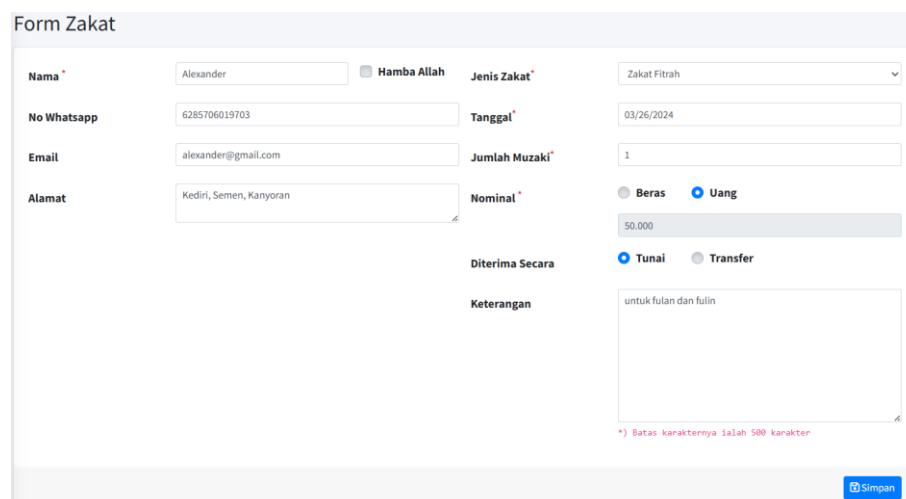 Form Zakat
Nama *
Alexander
Hamba Allah
No Whatsapp
6285706019703
Email
alexander@gmail.com
Alamat
Kediri, Semen, Kanyoran
Jenis Zakat*
Zakat Fitrah
Tanggal*
03/26/2024
Jumlah Muzaki*
1
Nominal *
Beras Uang
50.000
Diterima Secara
Tunai Transfer
Keterangan
untuk fulan dan fulin
*) Batas karakternya ialah 500 karakter
Simpan